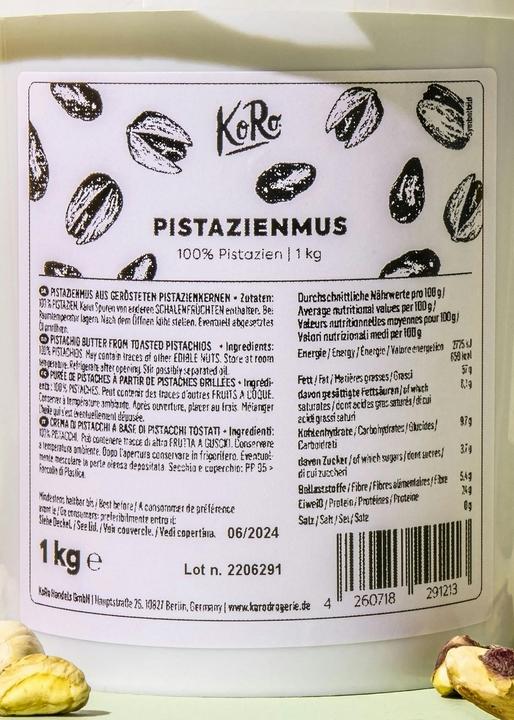 KoRo
Symbolbild
PISTAZIENMUS
100% Pistazien | 1 kg
PISTAZIENMUS AUS GERÖSTETEN PISTAZIENKERNEN • Zutaten:
100% PISTAZIEN. Kann Spuren von anderen SCHALENFRÜCHTEN enthalten. Bei
Raumtemperatur lagern. Nach dem Öffnen kühl stellen. Eventuell abgesetztes
Öl einrühren.
PISTACHIO BUTTER FROM TOASTED PISTACHIOS • Ingredients:
100% PISTACHIOS. May contain traces of other EDIBLE NUTS. Store at room
temperature. Refrigerate after opening. Stir possibly separated oil.
PURÉE DE PISTACHES À PARTIR DE PISTACHES GRILLÉES • Ingrédi-
ents: 100% PISTACHES. Peut contenir des traces d'autres FRUITS A COQUE.
Conserver à température ambiante. Après ouverture, placer au frais. Mélanger
l'huile qui s'est éventuellement déposée.
CREMA DI PISTACCHI A BASE DI PISTACCHI TOSTATI • Ingredienti:
100% PISTACCHI. Può contenere tracce di altra FRUTTA A GUSCIO. Conservare
a temperatura ambiente. Dopo l'apertura conservare in frigorifero. Eventual-
mente mescolare la parte oleosa depositata. Secchio e coperchio: PP 05 >
Raccolta di Plastica.
Mindestens haltbar bis / Best before / A consommer de préférence
avant le / Da consumarsi preferibilmente entro il:
Siehe Deckel. / See lid. / Voir couvercle. / Vedi copertina. 06/2024
1 kg e
Lot n. 2206291
KoRo Handels GmbH | Hauptstraße 26, 10827 Berlin, Germany | www.korodrogerie.de
Durchschnittliche Nährwerte pro 100 g /
Average nutritional values per 100 g /
Valeurs nutritionnelles moyennes pour 100 g /
Valori nutrizionali medi per 100 g
Energie / Energy / Énergie / Valore energetico 2775 kJ
Fett / Fat / Matières grasses / Grassi
davon gesättigte Fettsäuren / of which
saturates / dont acides gras saturés / di cui
acidi grassi saturi
Kohlenhydrate / Carbohydrates / Glucides /
Carboidrati 9,7g
davon Zucker / of which sugars / dont sucres /
di cui zuccheri
Ballaststoffe / Fibre / Fibres alimentaires / Fibre
Eiweiß / Protein / Protéines / Proteine
Salz / Salt / Sel / Sale 0g
4 260718 291213